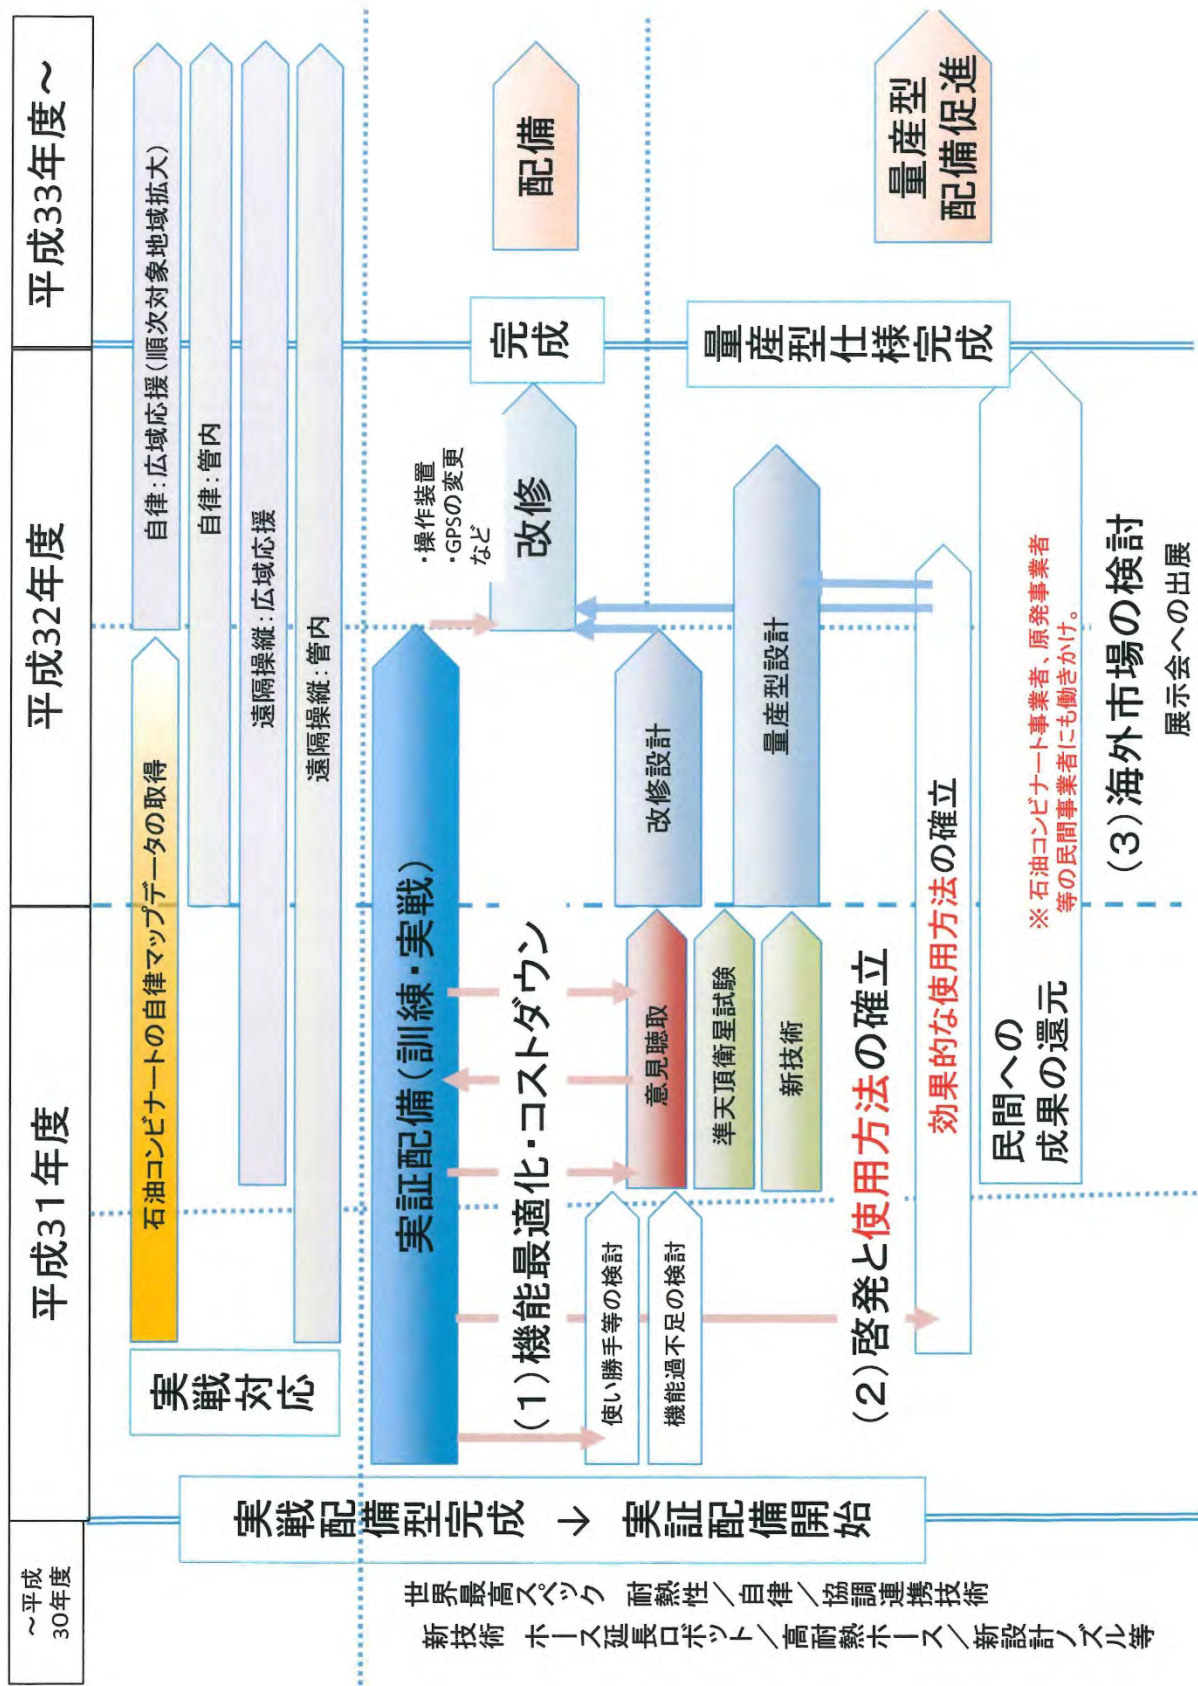 ～平成
30年度
平成31年度
平成32年度
平成33年度～
実戦対応
石油コンビナートの自律マップデータの取得
自律：広域応援（順次対象地域拡大）
自律：管内
遠隔操縦：広域応援
遠隔操縦：管内
実戦配備型完成
↓
実証配備開始
世界最高スペック　耐熱性／自律／協調連携技術
新技術　ホース延長ロボット／高耐熱ホース／新設計ノズル等
実証配備（訓練・実戦）
・操作装置
・GPSの変更
など
改修
完成
配備
（１）機能最適化・コストダウン
使い勝手等の検討
機能過不足の検討
意見聴取
準天頂衛星試験
新技術
改修設計
量産型設計
量産型仕様完成
量産型
配備促進
（２）啓発と使用方法の確立
効果的な使用方法の確立
民間への
成果の還元
※石油コンビナート事業者、原発事業者
等の民間事業者にも働きかけ。
（３）海外市場の検討
展示会への出展